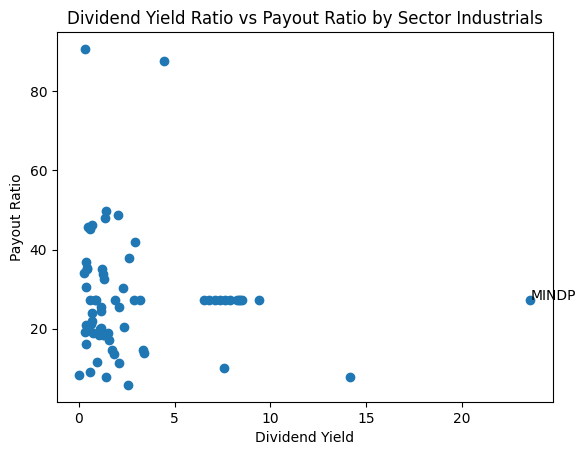 Dividend Yield Ratio vs Payout Ratio by Sector Industrials
Payout Ratio
80
60
40
20
MINDP
0 5 10 15 20
Dividend Yield